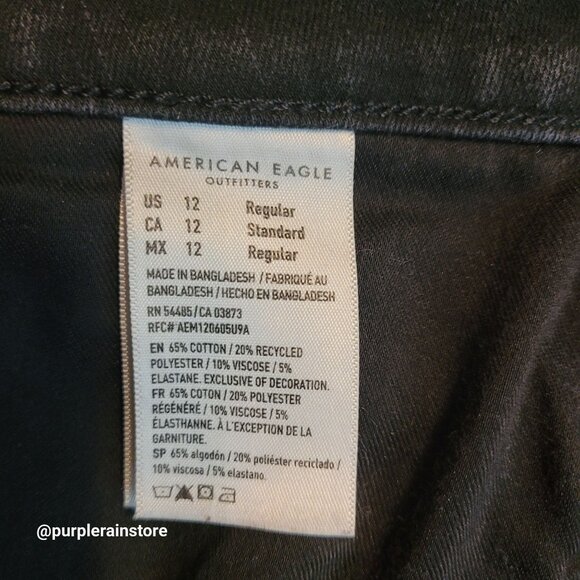 AMERICAN EAGLE
OUTFITTERS
US 12 Regular
CA 12 Standard
MX 12 Regular
MADE IN BANGLADESH / FABRIQUÉ AU
BANGLADESH / HECHO EN BANGLADESH
RN 54485 / CA 03873
RFC# AEM120605U9A
EN 65% COTTON / 20% RECYCLED
POLYESTER / 10% VISCOSE / 5%
ELASTANE. EXCLUSIVE OF DECORATION.
FR 65% COTON / 20% POLYESTER
RÉGÉNÉRÉ / 10% VISCOSE / 5%
ÉLASTHANNE. À L'EXCEPTION DE LA
GARNITURE.
SP 65% algodón / 20% poliéster reciclado /
10% viscosa / 5% elastano.
@purplerainstore